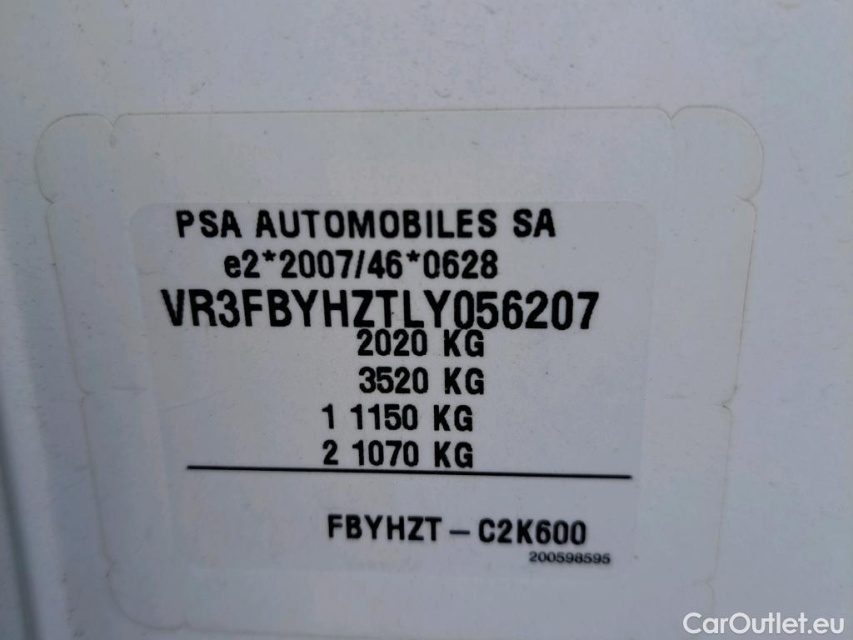 PSA AUTOMOBILES SA
e2*2007/46*0628
VR3FBYHZTLY056207
2020 KG
3520 KG
1 1150 KG
2 1070 KG
FBYHZT – C2K600
200598595
CarOutlet.eu